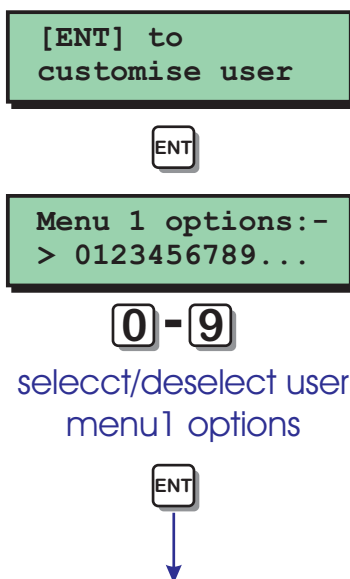 [ENT] to
customise user
ENT
Menu 1 options:-
> 0123456789...
0-9
selecct/deselect user
menu1 options
ENT